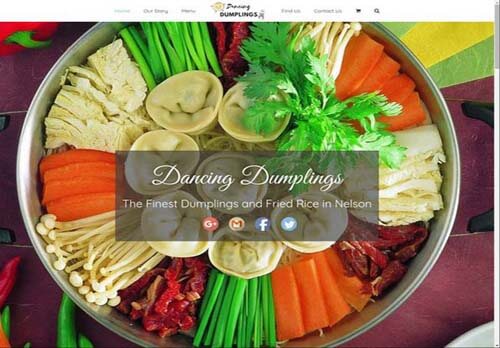 Home Our Story Menu Dancing DUMPLINGS Find Us Contact Us
Dancing Dumplings
The Finest Dumplings and Fried Rice in Nelson
G+ M f